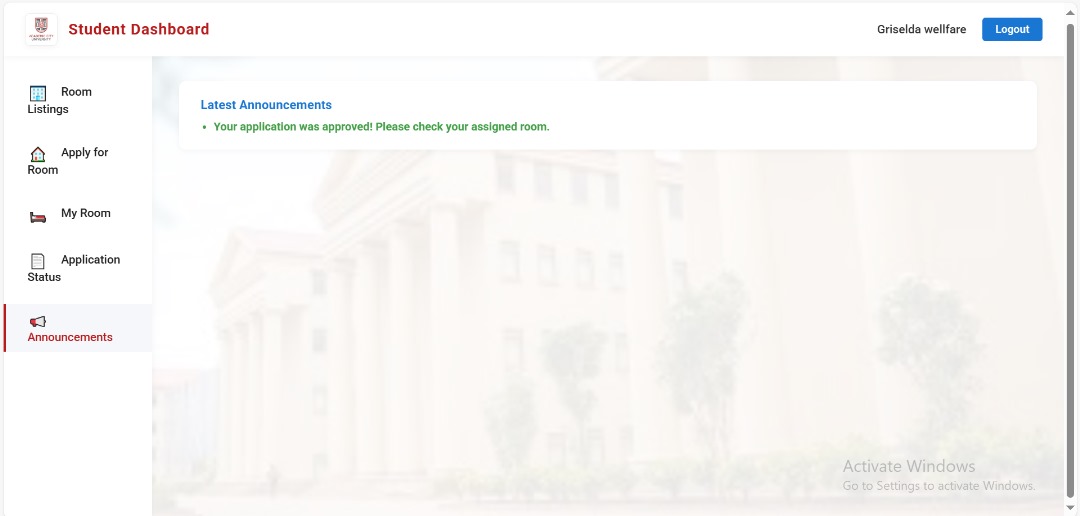 Student Dashboard
Griselda wellfare
Logout
Room
Listings
Apply for
Room
My Room
Application
Status
Announcements
Latest Announcements
• Your application was approved! Please check your assigned room.
Activate Windows
Go to Settings to activate Windows.